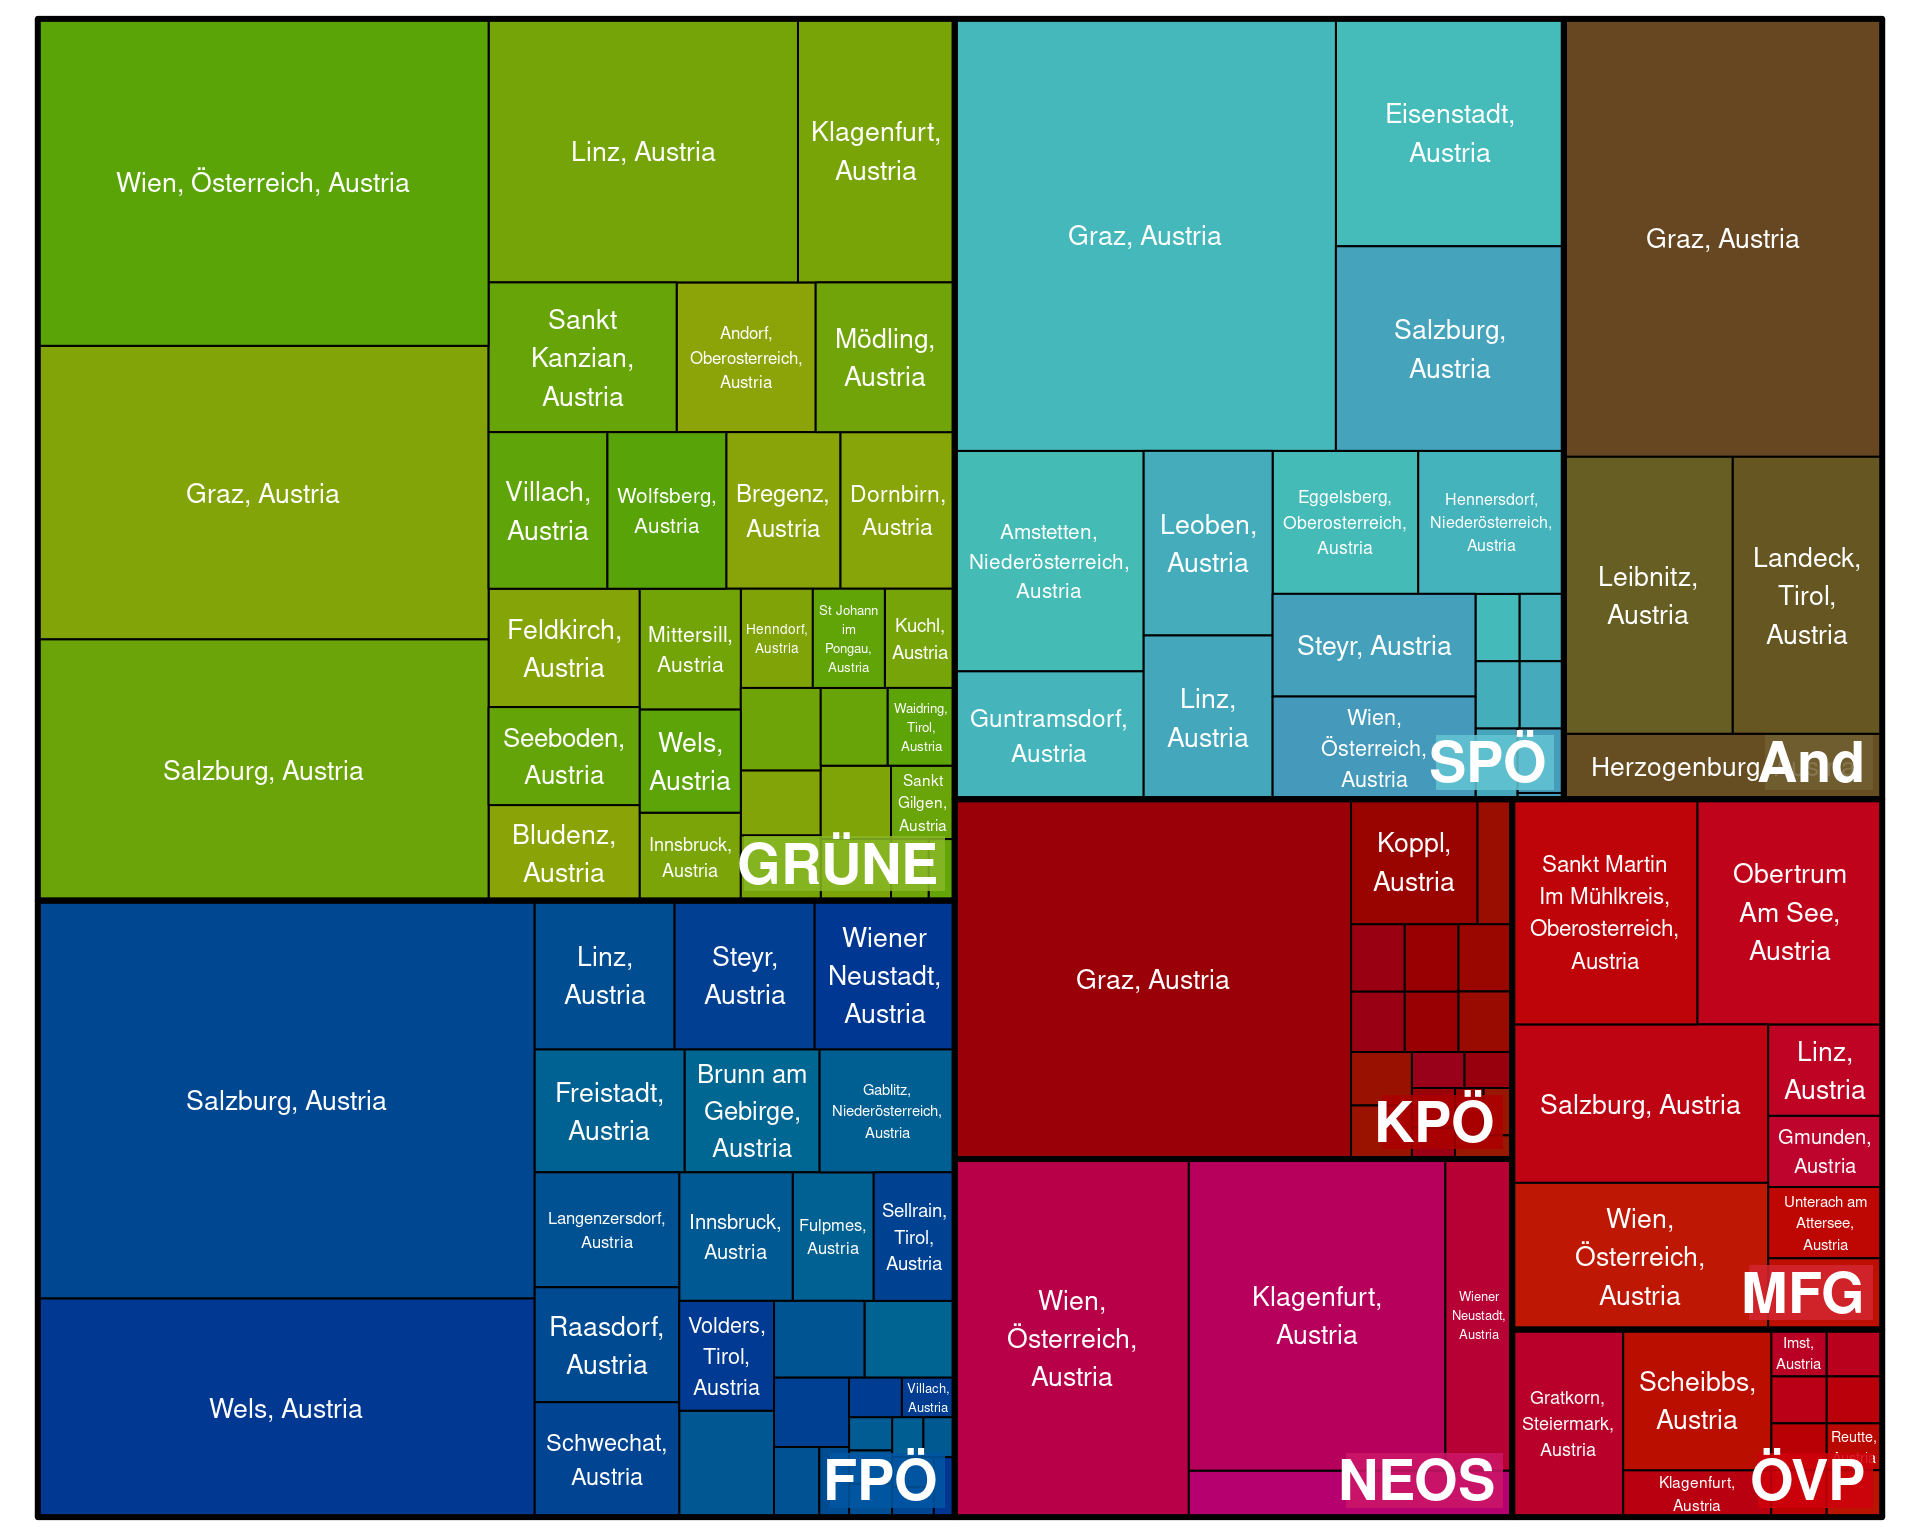 Wien, Österreich, Austria
Linz, Austria
Klagenfurt,
Austria
Graz, Austria
Salzburg, Austria
Sankt
Kanzian,
Austria
Andorf,
Oberosterreich,
Austria
Mödling,
Austria
Villach,
Austria
Wolfsberg,
Austria
Bregenz,
Austria
Dornbirn,
Austria
Feldkirch,
Austria
Mittersill,
Austria
Henndorf,
Austria
St Johann
im
Pongau,
Austria
Kuchl,
Austria
Seeboden,
Austria
Wels,
Austria
Waidring,
Tirol,
Austria
Sankt
Gilgen,
Austria
Bludenz,
Austria
Innsbruck,
Austria
GRÜNE
Graz, Austria
Eisenstadt,
Austria
Salzburg,
Austria
Amstetten,
Niederösterreich,
Austria
Leoben,
Austria
Eggelsberg,
Oberosterreich,
Austria
Hennersdorf,
Niederösterreich,
Austria
Guntramsdorf,
Austria
Linz,
Austria
Steyr, Austria
Wien,
Österreich,
Austria
SPÖ
Graz, Austria
Leibnitz,
Austria
Landeck,
Tirol,
Austria
Herzogenburg
And
Salzburg, Austria
Wels, Austria
Linz,
Austria
Steyr,
Austria
Wiener
Neustadt,
Austria
Freistadt,
Austria
Brunn am
Gebirge,
Austria
Gablitz,
Niederösterreich,
Austria
Langenzersdorf,
Austria
Innsbruck,
Austria
Fulpmes,
Austria
Sellrain,
Tirol,
Austria
Raasdorf,
Austria
Volders,
Tirol,
Austria
Villach,
Austria
Schwechat,
Austria
FPÖ
Graz, Austria
Koppl,
Austria
KPÖ
Wien,
Österreich,
Austria
Klagenfurt,
Austria
Wiener
Neustadt,
Austria
NEOS
Sankt Martin
Im Mühlkreis,
Oberosterreich,
Austria
Obertrum
Am See,
Austria
Salzburg, Austria
Linz,
Austria
Gmunden,
Austria
Wien,
Österreich,
Austria
Unterach am
Attersee,
Austria
MFG
Gratkorn,
Steiermark,
Austria
Scheibbs,
Austria
Imst,
Austria
Reutte,
Klagenfurt,
Austria
ÖVP